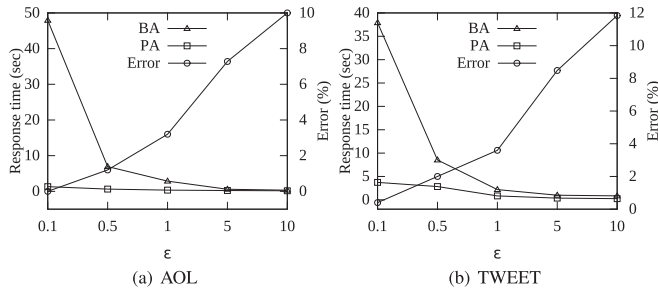 50
40
30
20
10
0
Response time (sec)
BA
PA
Error
10
8
6
4
2
0
Error (%)
0.1 0.5 1 5 10
ε
(a) AOL
40
35
30
25
20
15
10
5
0
Response time (sec)
BA
PA
Error
12
10
8
6
4
2
0
Error (%)
0.1 0.5 1 5 10
ε
(b) TWEET